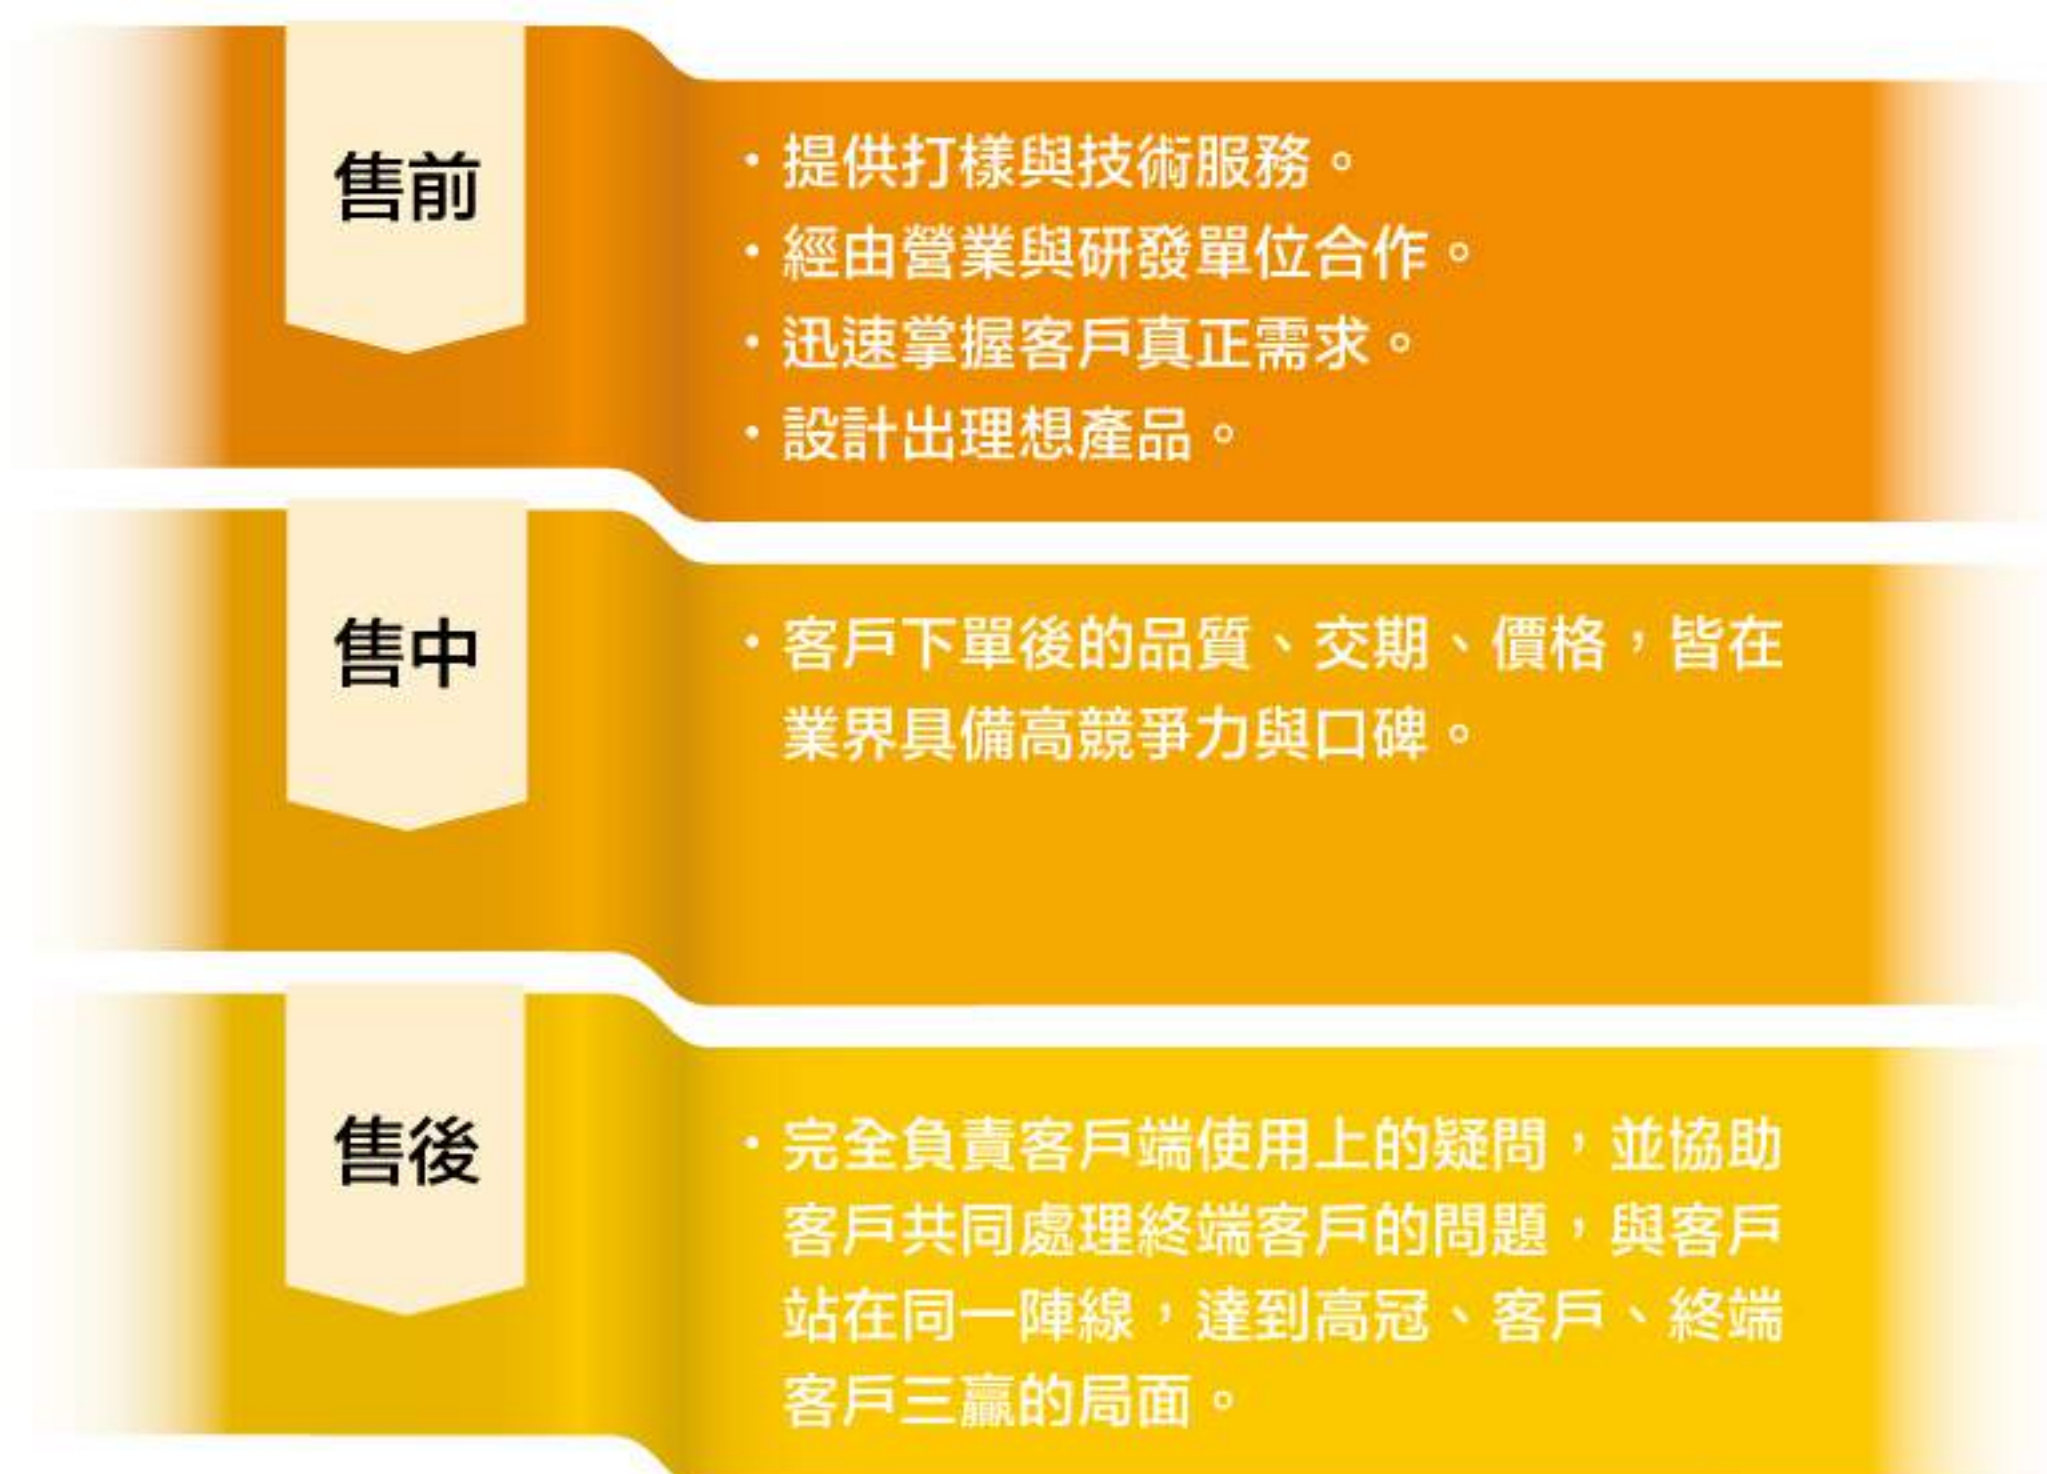 售前
・提供打樣與技術服務。
・經由營業與研發單位合作。
・迅速掌握客戶真正需求。
・設計出理想產品。
售中
・客戶下單後的品質、交期、價格，皆在
業界具備高競爭力與口碑。
售後
・完全負責客戶端使用上的疑問，並協助
客戶共同處理終端客戶的問題，與客戶
站在同一陣線，達到高冠、客戶、終端
客戶三贏的局面。